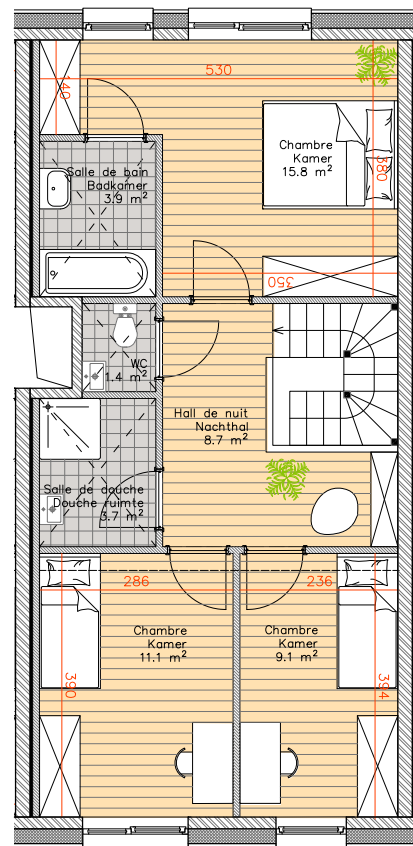 530
140
Chambre
Kamer
15.8 m²
380
Salle de bain
Badkamer
3.9 m²
350
WC
1.4 m²
Hall de nuit
Nachthal
8.7 m²
Salle de douche
Douche ruimte
3.7 m²
286
236
Chambre
Kamer
11.1 m²
Chambre
Kamer
9.1 m²
390
394